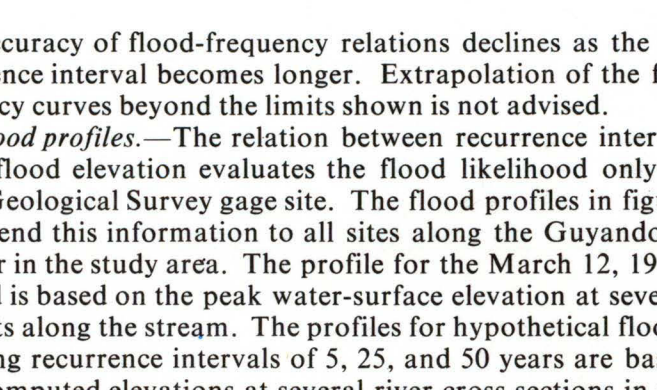 ccuracy of flood-frequency relations declines as the
ence interval becomes longer. Extrapolation of the f
cy curves beyond the limits shown is not advised.
ood profiles.—The relation between recurrence inter
flood elevation evaluates the flood likelihood only
Geological Survey gage site. The flood profiles in fig
end this information to all sites along the Guyando
r in the study area. The profile for the March 12, 19
d is based on the peak water-surface elevation at seve
ts along the stream. The profiles for hypothetical floo
ng recurrence intervals of 5, 25, and 50 years are ba
omputed elevations at several river cross sections in